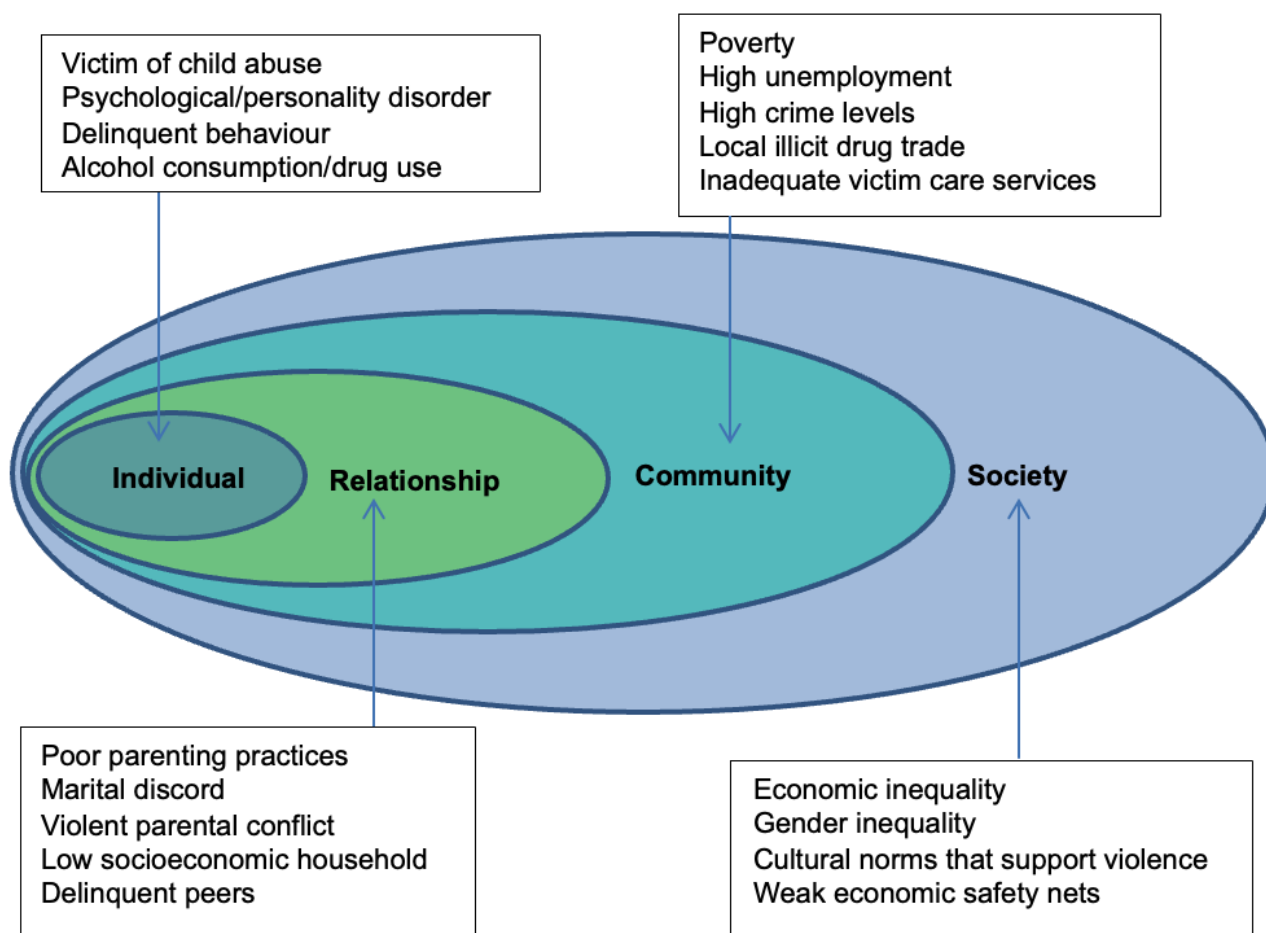 Victim of child abuse
Psychological/personality disorder
Delinquent behaviour
Alcohol consumption/drug use
Poverty
High unemployment
High crime levels
Local illicit drug trade
Inadequate victim care services
Individual
Relationship
Community
Society
Poor parenting practices
Marital discord
Violent parental conflict
Low socioeconomic household
Delinquent peers
Economic inequality
Gender inequality
Cultural norms that support violence
Weak economic safety nets